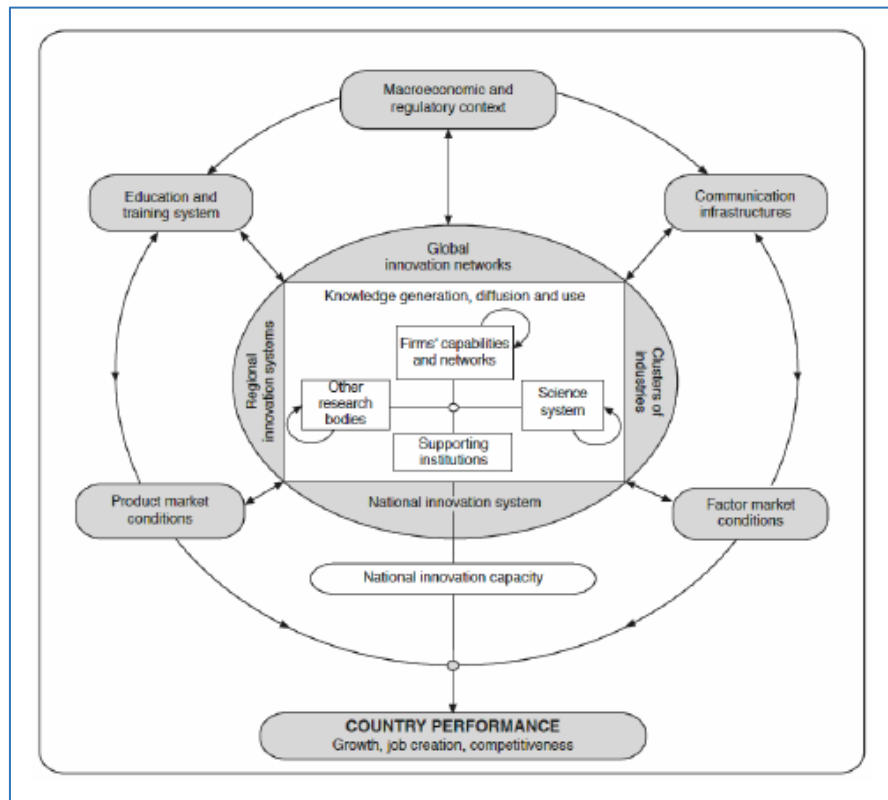 Macroeconomic and
regulatory context
Education and
training system
Communication
infrastructures
Global
innovation networks
Knowledge generation, diffusion and use
Firms' capabilities
and networks
Regional
innovation systems
Clusters of
industries
Other
research
bodies
Science
system
Supporting
institutions
Product market
conditions
National innovation system
Factor market
conditions
National innovation capacity
COUNTRY PERFORMANCE
Growth, job creation, competitiveness